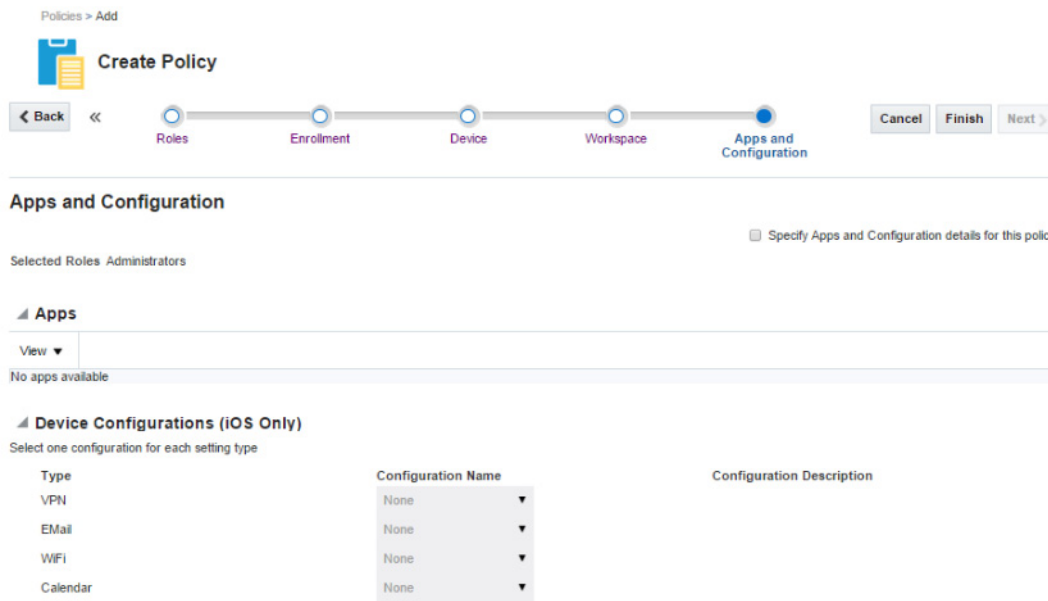 Policies > Add
Create Policy
Back
Roles
Enrollment
Device
Workspace
Apps and
Configuration
Cancel
Finish
Next
Apps and Configuration
Specify Apps and Configuration details for this polic
Selected Roles Administrators
Apps
View
No apps available
Device Configurations (iOS Only)
Select one configuration for each setting type
Type Configuration Name Configuration Description
VPN None
EMail None
WiFi None
Calendar None